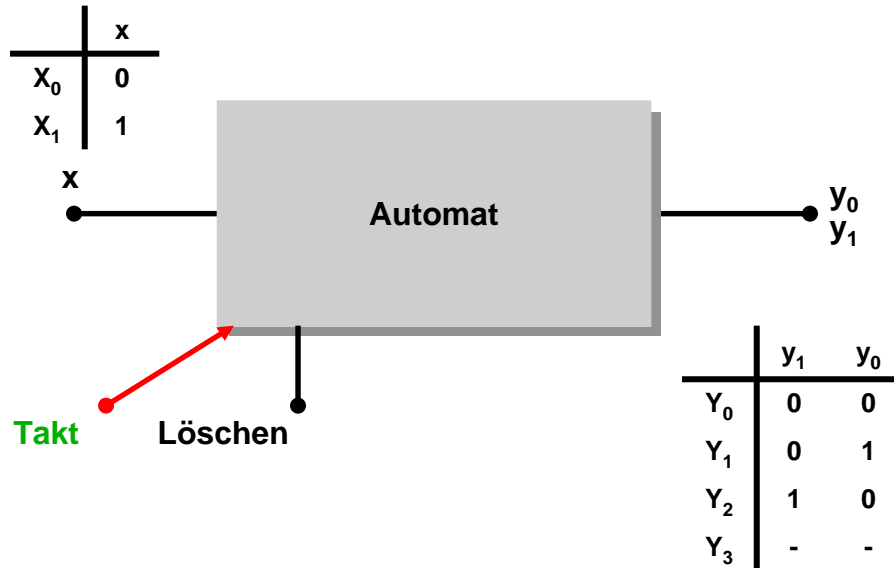 x
X₀ 0
X₁ 1
x
Automat
y₀
y₁
Takt Löschen
y₁ y₀
Y₀ 0 0
Y₁ 0 1
Y₂ 1 0
Y₃ - -